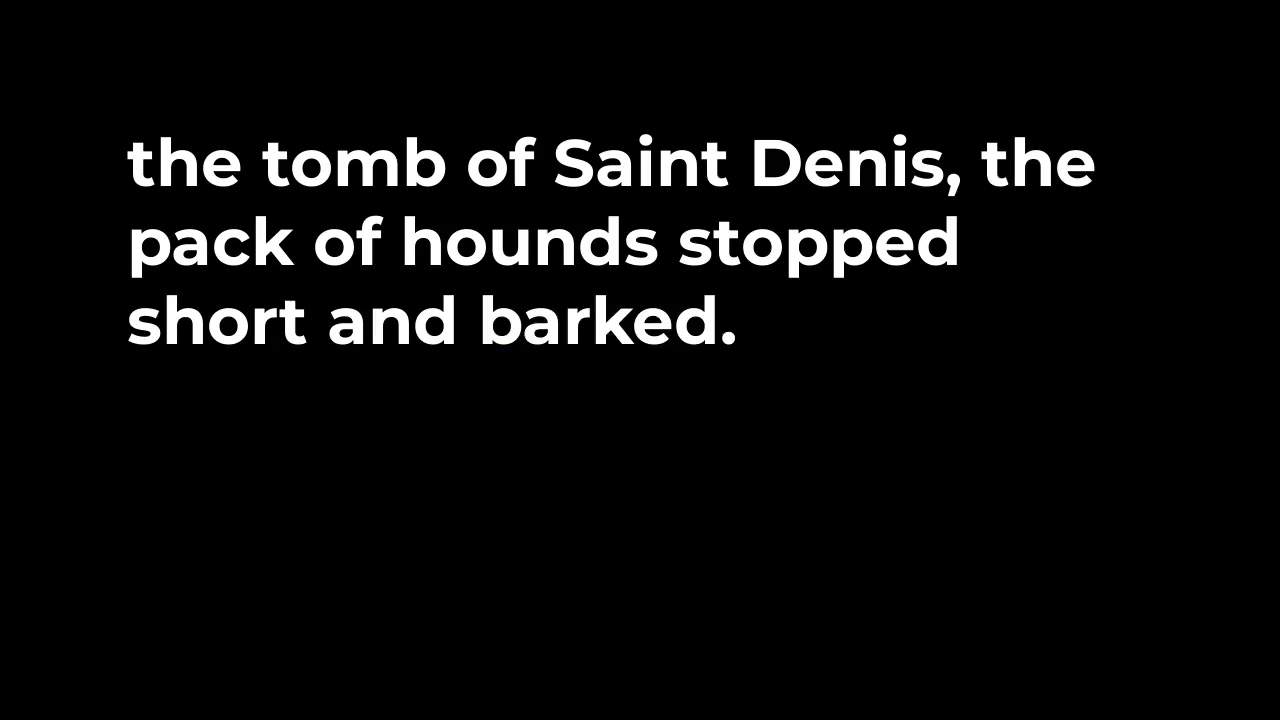 the tomb of Saint Denis, the
pack of hounds stopped
short and barked.